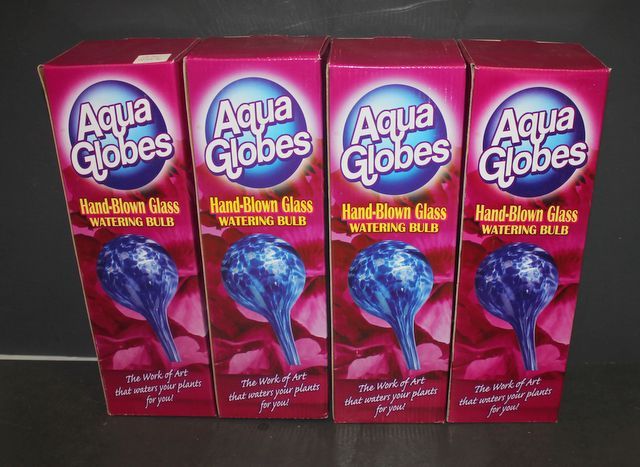 Aqua
Globes
Hand-Blown Glass
WATERING BULB
The Work of Art
that waters your plants
for you!
Aqua
Globes
Hand-Blown Glass
WATERING BULB
The Work of Art
that waters your plants
for you!
Aqua
Globes
Hand-Blown Glass
WATERING BULB
The Work of Art
that waters your plants
for you!
Aqua
Globes
Hand-Blown Glass
WATERING BULB
The Work of Art
that waters your plants
for you!